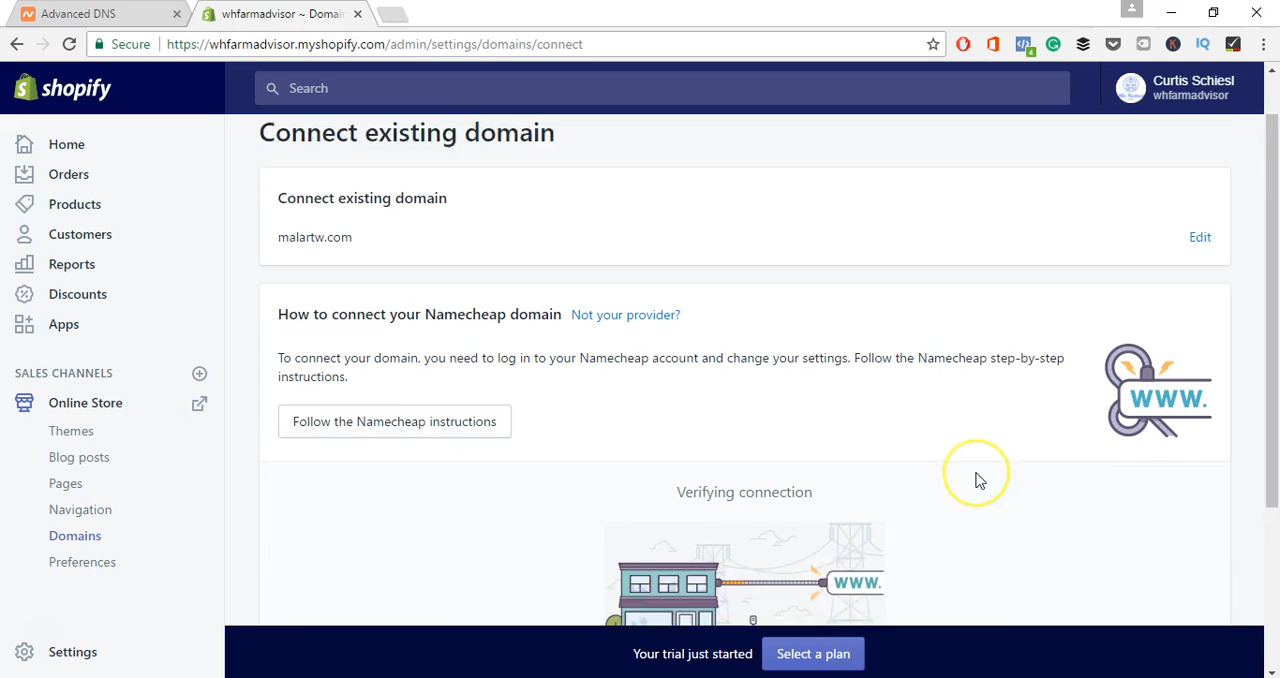 Advanced DNS
whfarmadvisor ~ Domai
Secure
https://whfarmadvisor.myshopify.com/admin/settings/domains/connect
4
K
IQ
shopify
Search
Curtis Schiesl
whfarmadvisor
Home
Orders
Products
Customers
Reports
Discounts
Apps
SALES CHANNELS
Online Store
Themes
Blog posts
Pages
Navigation
Domains
Preferences
Settings
Connect existing domain
Connect existing domain
malartw.com
Edit
How to connect your Namecheap domain Not your provider?
To connect your domain, you need to log in to your Namecheap account and change your settings. Follow the Namecheap step-by-step
instructions.
Follow the Namecheap instructions
WWW.
Verifying connection
WWW.
Your trial just started
Select a plan